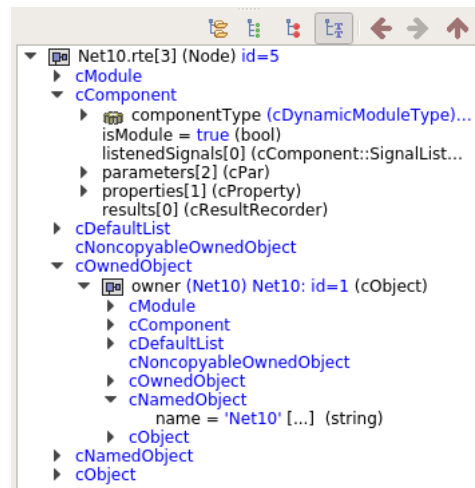 Net10.rte[3] (Node) id=5
cModule
cComponent
componentType (cDynamicModuleType)...
isModule = true (bool)
listenedSignals[0] (cComponent::SignalList...
parameters[2] (cPar)
properties[1] (cProperty)
results[0] (cResultRecorder)
cDefaultList
cNoncopyableOwnedObject
cOwnedObject
owner (Net10) Net10: id=1 (cObject)
cModule
cComponent
cDefaultList
cNoncopyableOwnedObject
cOwnedObject
cNamedObject
name = 'Net10' [...] (string)
cObject
cNamedObject
cObject